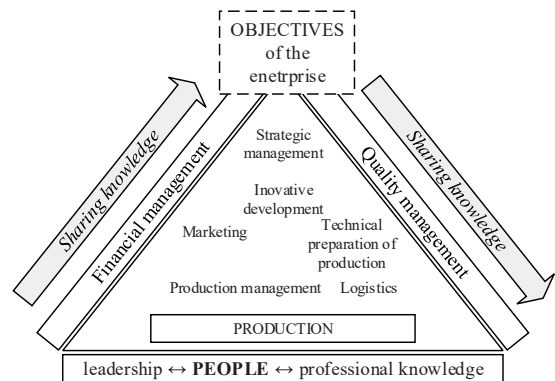 OBJECTIVES
of the
enetrprise
Sharing knowledge
Financial management
Strategic
management
Inovative
development
Marketing
Technical
preparation of
production
Production management
Logistics
Quality management
Sharing knowledge
PRODUCTION
leadership ↔ PEOPLE ↔ professional knowledge